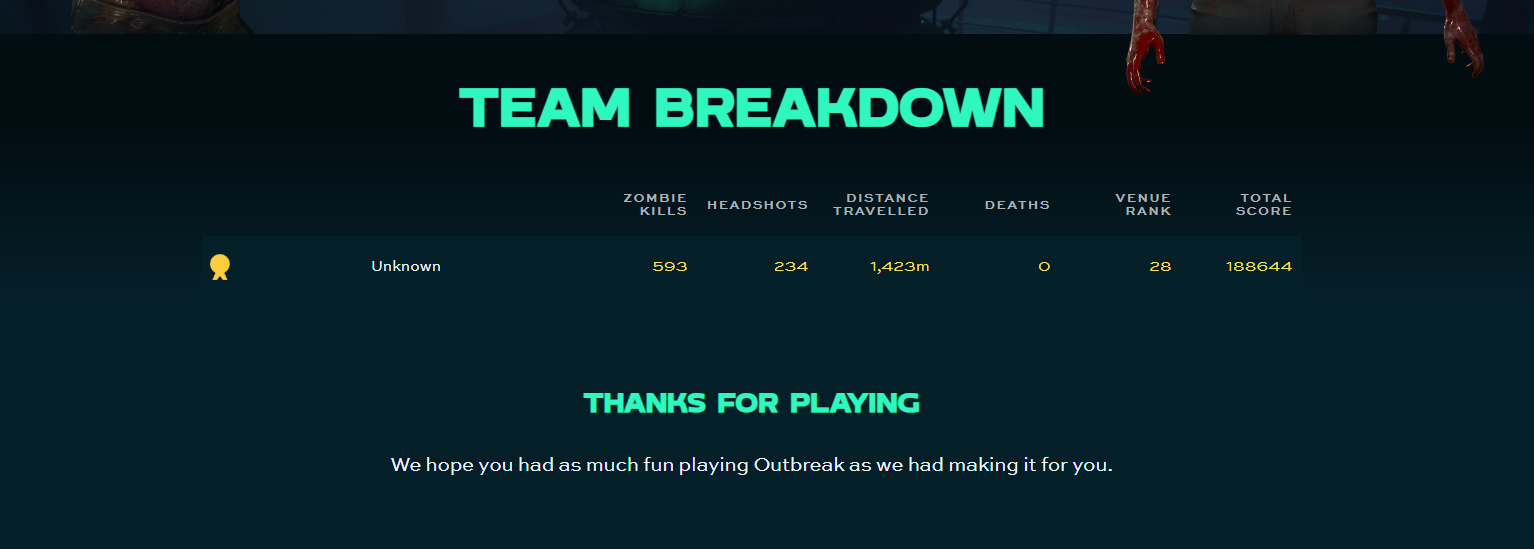 TEAM BREAKDOWN
ZOMBIE KILLS HEADSHOTS DISTANCE TRAVELLED DEATHS VENUE RANK TOTAL SCORE
Unknown 593 234 1,423m 0 28 188644
THANKS FOR PLAYING
We hope you had as much fun playing Outbreak as we had making it for you.